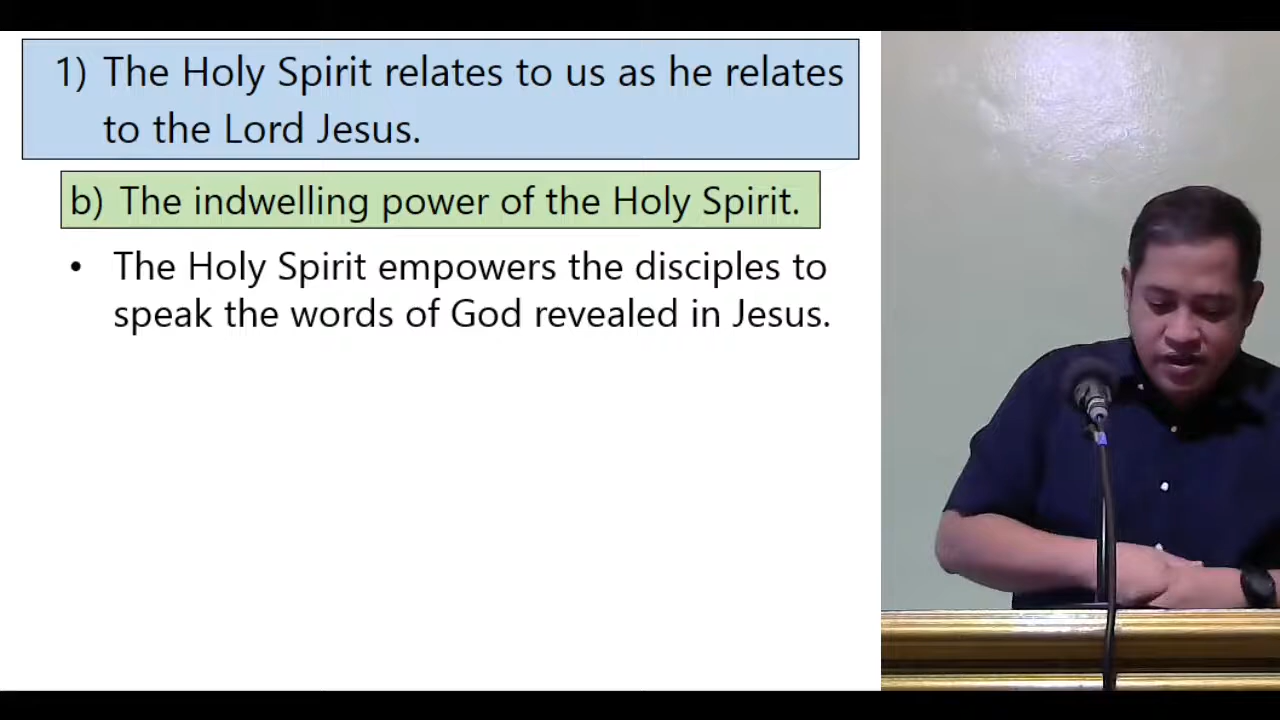 1) The Holy Spirit relates to us as he relates
to the Lord Jesus.
b) The indwelling power of the Holy Spirit.
• The Holy Spirit empowers the disciples to
speak the words of God revealed in Jesus.